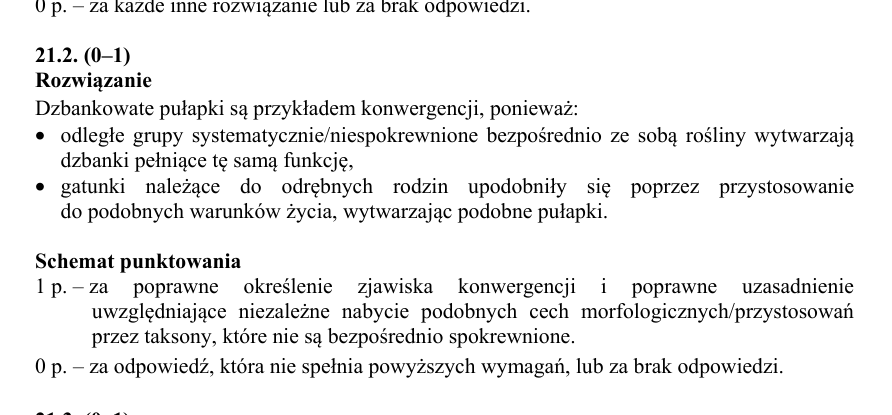 0 p. – za każde inne rozwiązanie lub za brak odpowiedzi.
21.2. (0–1)
Rozwiązanie
Dzbankowate pułapki są przykładem konwergencji, ponieważ:
• odległe grupy systematycznie/niespokrewnione bezpośrednio ze sobą rośliny wytwarzają
dzbanki pełniące tę samą funkcję,
• gatunki należące do odrębnych rodzin upodobniły się poprzez przystosowanie
do podobnych warunków życia, wytwarzając podobne pułapki.
Schemat punktowania
1 p. – za poprawne określenie zjawiska konwergencji i poprawne uzasadnienie
uwzględniające niezależne nabycie podobnych cech morfologicznych/przystosowań
przez taksony, które nie są bezpośrednio spokrewnione.
0 p. – za odpowiedź, która nie spełnia powyższych wymagań, lub za brak odpowiedzi.